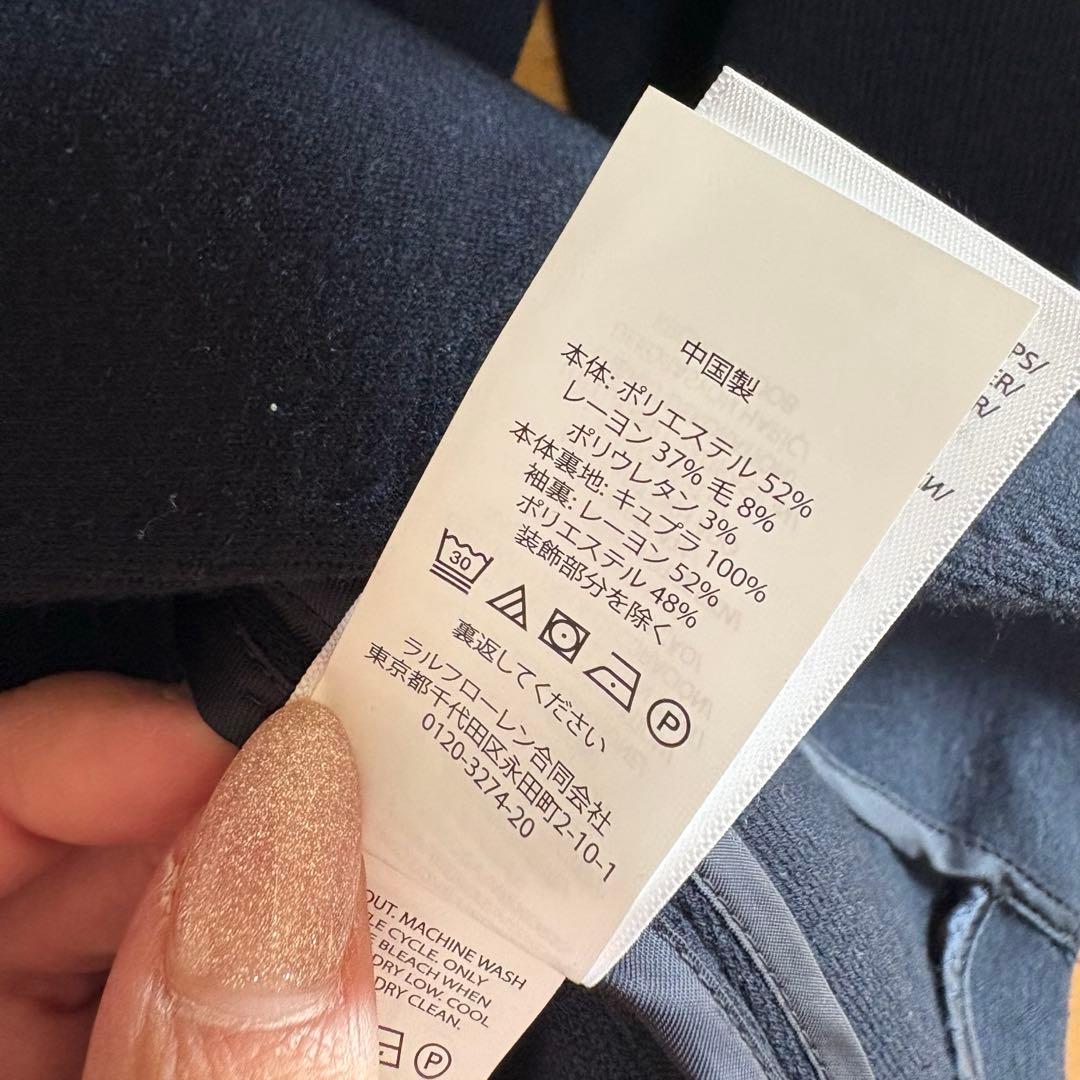 中国製
本体: ポリエステル 52%
レーヨン 37% 毛 8%
ポリウレタン 3%
本体裏地: キュプラ 100%
袖裏: レーヨン 52%
ポリエステル 48%
装飾部分を除く
30
P
裏返してください
ラルフローレン合同会社
東京都千代田区永田町2-10-1
0120-3274-20
OUT. MACHINE WASH
CYCLE. ONLY
BLEACH WHEN
DRY LOW. COOL
DRY CLEAN.
P
PS/
ER/
R/